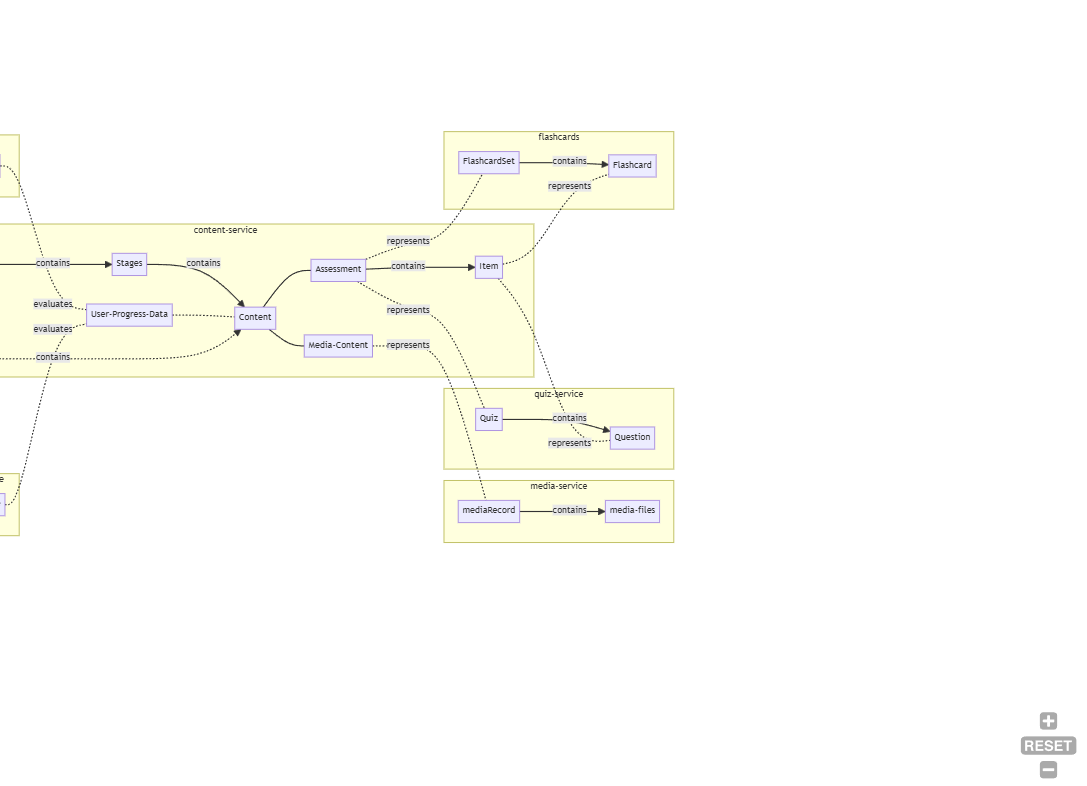 flashcards
FlashcardSet
contains
Flashcard
represents
content-service
represents
contains
Stages
contains
Assessment
contains
Item
evaluates
User-Progress-Data
Content
represents
evaluates
contains
Media-Content
represents
quiz-service
Quiz
contains
Question
represents
e
media-service
mediaRecord
contains
media-files
RESET